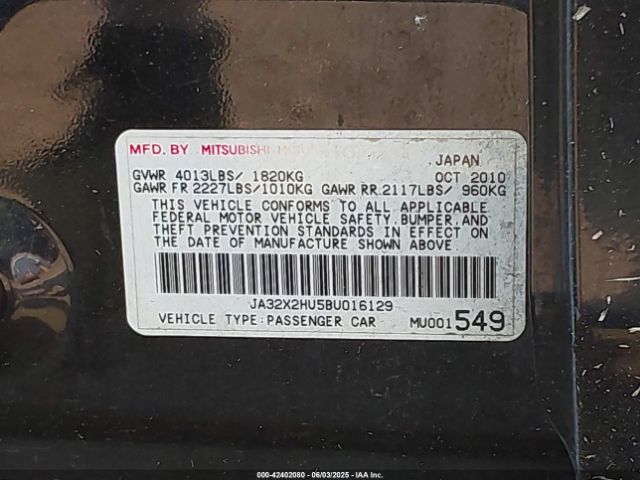 MFD. BY MITSUBISHI
JAPAN
GVWR 4013LBS/ 1820KG OCT 2010
GAWR FR 2227LBS/1010KG GAWR RR 2117LBS/ 960KG
THIS VEHICLE CONFORMS TO ALL APPLICABLE
FEDERAL MOTOR VEHICLE SAFETY, BUMPER, AND
THEFT PREVENTION STANDARDS IN EFFECT ON
THE DATE OF MANUFACTURE SHOWN ABOVE.
JA32X2HU5BU016129
VEHICLE TYPE:PASSENGER CAR MU001549
000-42402080 - 06/03/2025 - IAA Inc.